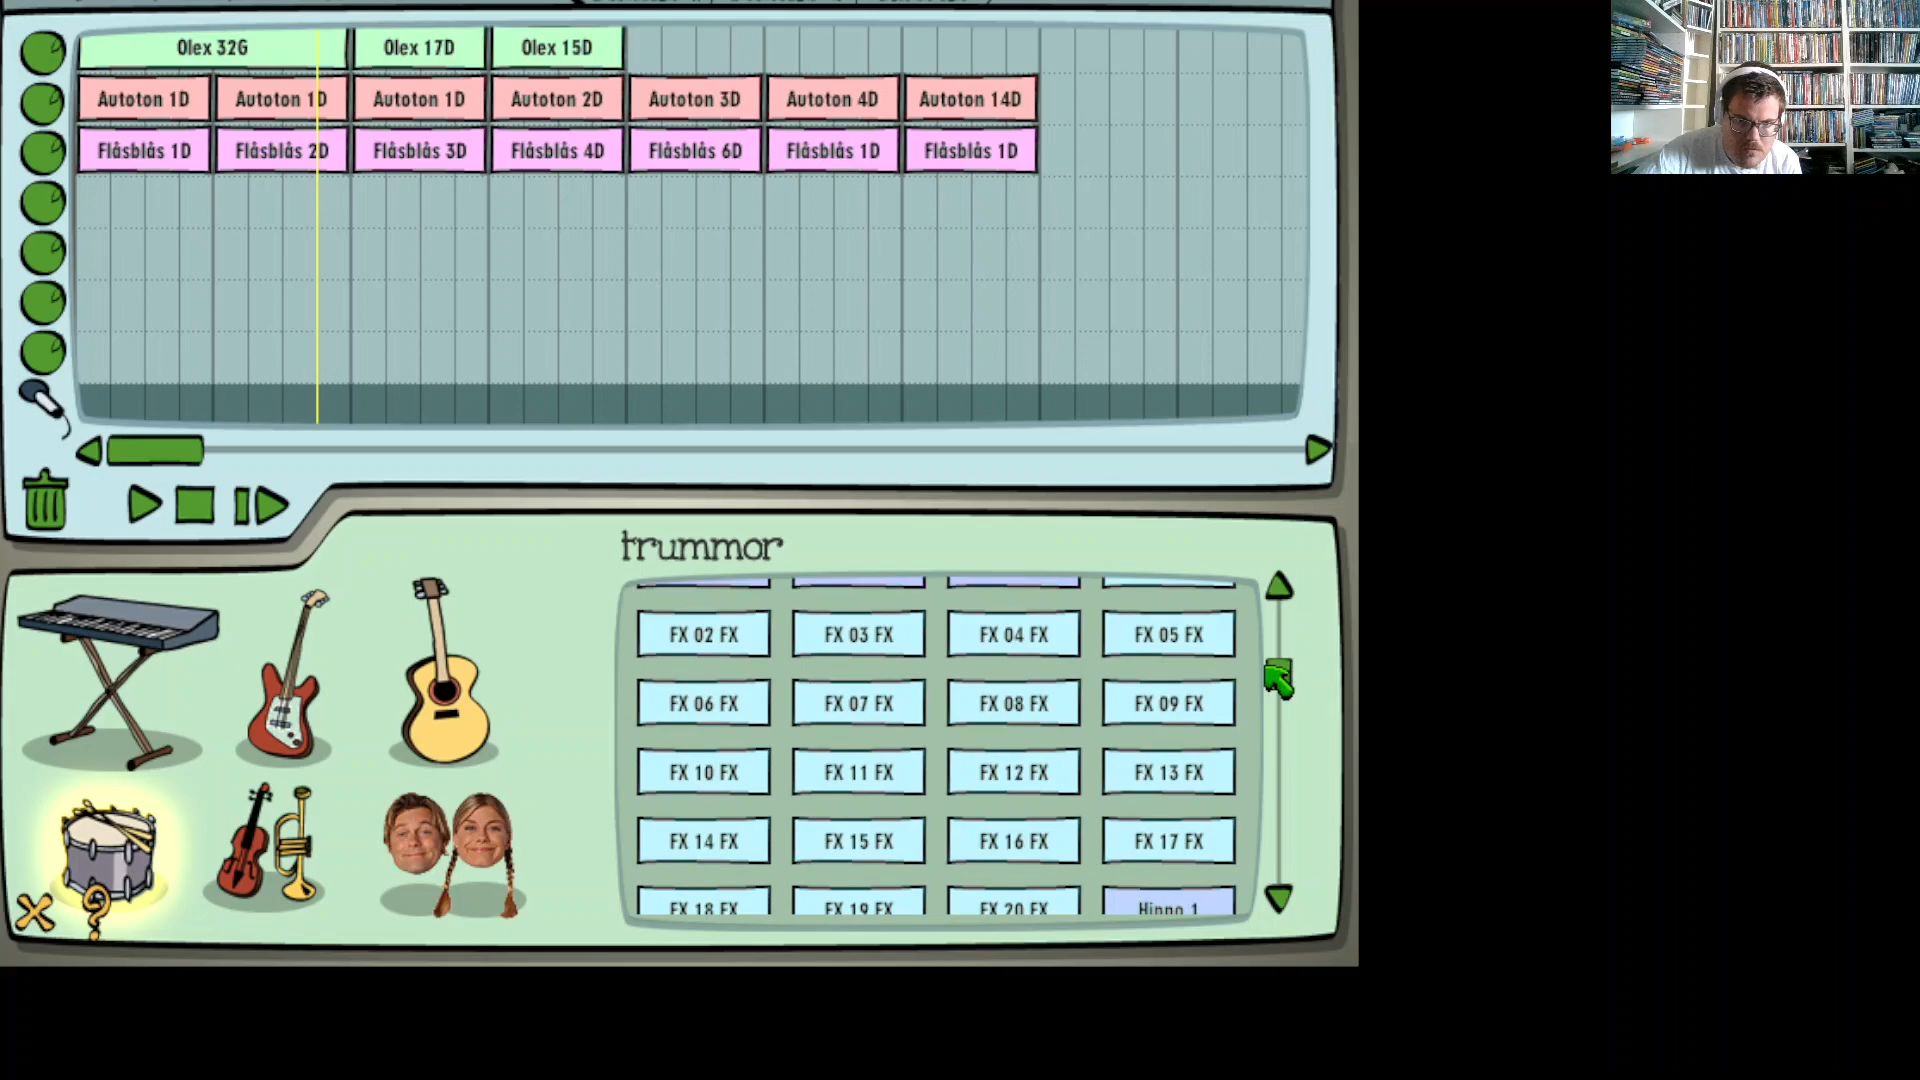 Olex 32G Olex 17D Olex 15D
Autoton 1D Autoton 1D Autoton 1D Autoton 2D Autoton 3D Autoton 4D Autoton 14D
Flåsblås 1D Flåsblås 2D Flåsblås 3D Flåsblås 4D Flåsblås 6D Flåsblås 1D Flåsblås 1D
trummor
FX 02 FX FX 03 FX FX 04 FX FX 05 FX
FX 06 FX FX 07 FX FX 08 FX FX 09 FX
FX 10 FX FX 11 FX FX 12 FX FX 13 FX
FX 14 FX FX 15 FX FX 16 FX FX 17 FX
FX 18 FX FX 19 FX FX 20 FX